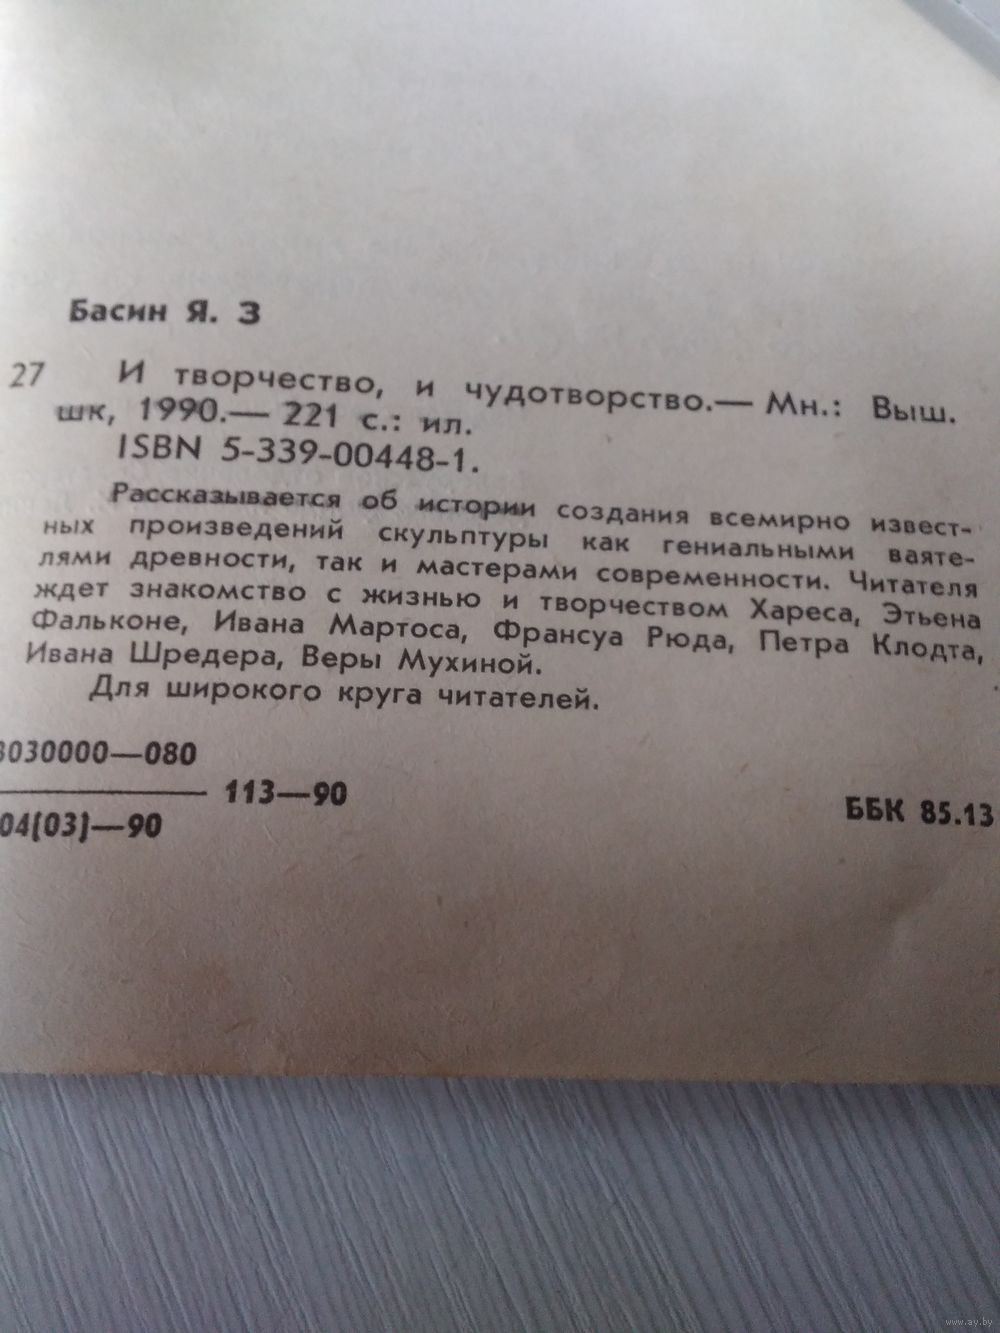 Басин Я. З
27 И творчество, и чудотворство.— Мн.: Выш.
шк, 1990.— 221 с.: ил.
ISBN 5-339-00448-1.
Рассказывается об истории создания всемирно извест-
ных произведений скульптуры как гениальными ваяте-
лями древности, так и мастерами современности. Читателя
ждет знакомство с жизнью и творчеством Хареса, Этьена
Фальконе, Ивана Мартоса, Франсуа Рюда, Петра Клодта,
Ивана Шредера, Веры Мухиной.
Для широкого круга читателей.
3030000—080
113—90
04(03)—90
ББК 85.13
www.ay.by